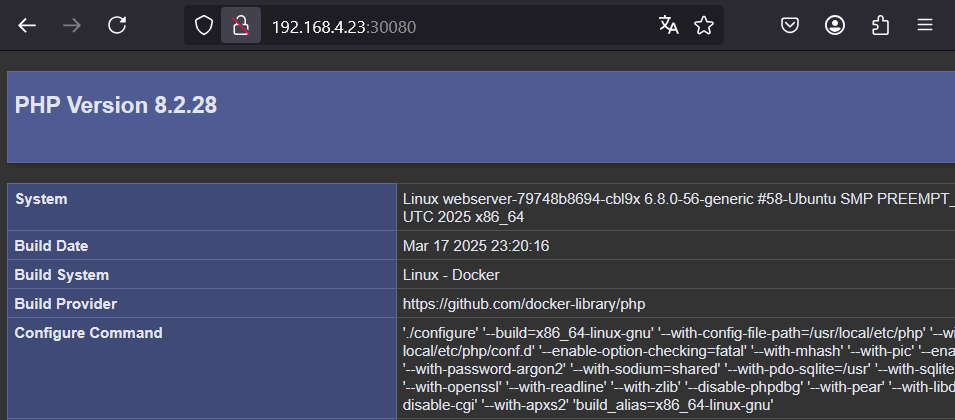 192.168.4.23:30080
PHP Version 8.2.28
System
Linux webserver-79748b8694-cbl9x 6.8.0-56-generic #58-Ubuntu SMP PREEMPT_
UTC 2025 x86_64
Build Date
Mar 17 2025 23:20:16
Build System
Linux - Docker
Build Provider
https://github.com/docker-library/php
Configure Command
'./configure' '--build=x86_64-linux-gnu' '--with-config-file-path=/usr/local/etc/php' '--wi
local/etc/php/conf.d' '--enable-option-checking=fatal' '--with-mhash' '--with-pic' '--ena
'--with-password-argon2' '--with-sodium=shared' '--with-pdo-sqlite=/usr' '--with-sqlite
'--with-openssl' '--with-readline' '--with-zlib' '--disable-phpdbg' '--with-pear' '--with-libd
disable-cgi' '--with-apxs2' 'build_alias=x86_64-linux-gnu'